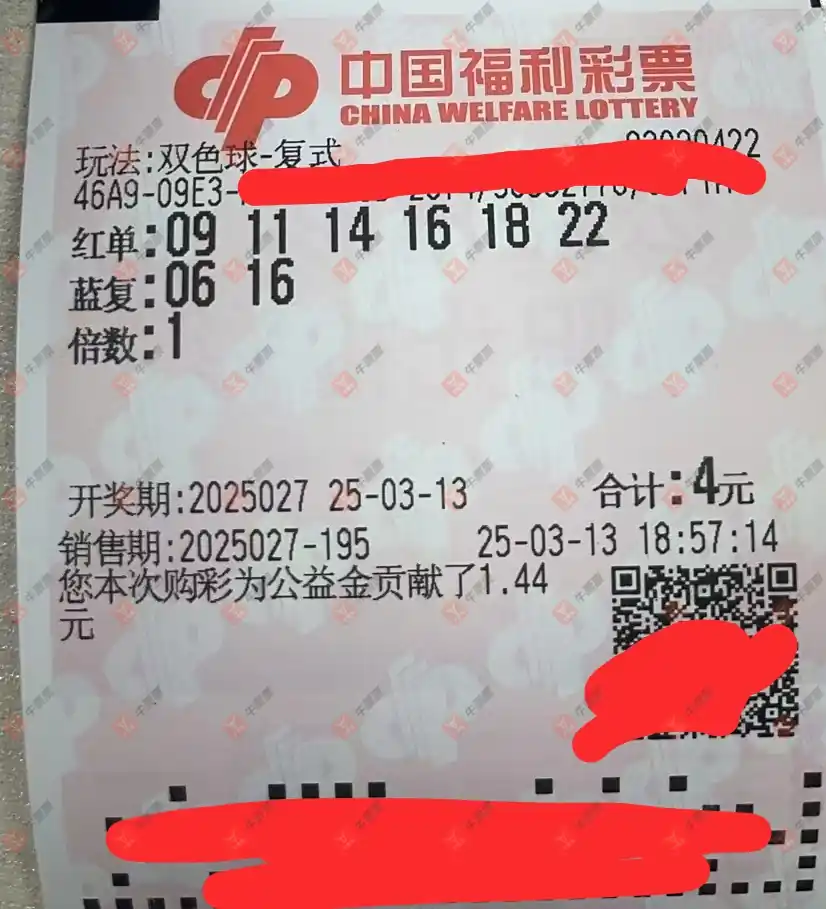 中国福利彩票
CHINA WELFARE LOTTERY
玩法:双色球-复式
46A9-09E3-
红单:09 11 14 16 18 22
蓝复:06 16
倍数:1
开奖期:2025027 25-03-13 合计:4元
销售期:2025027-195 25-03-13 18:57:14
您本次购彩为公益金贡献了1.44
元